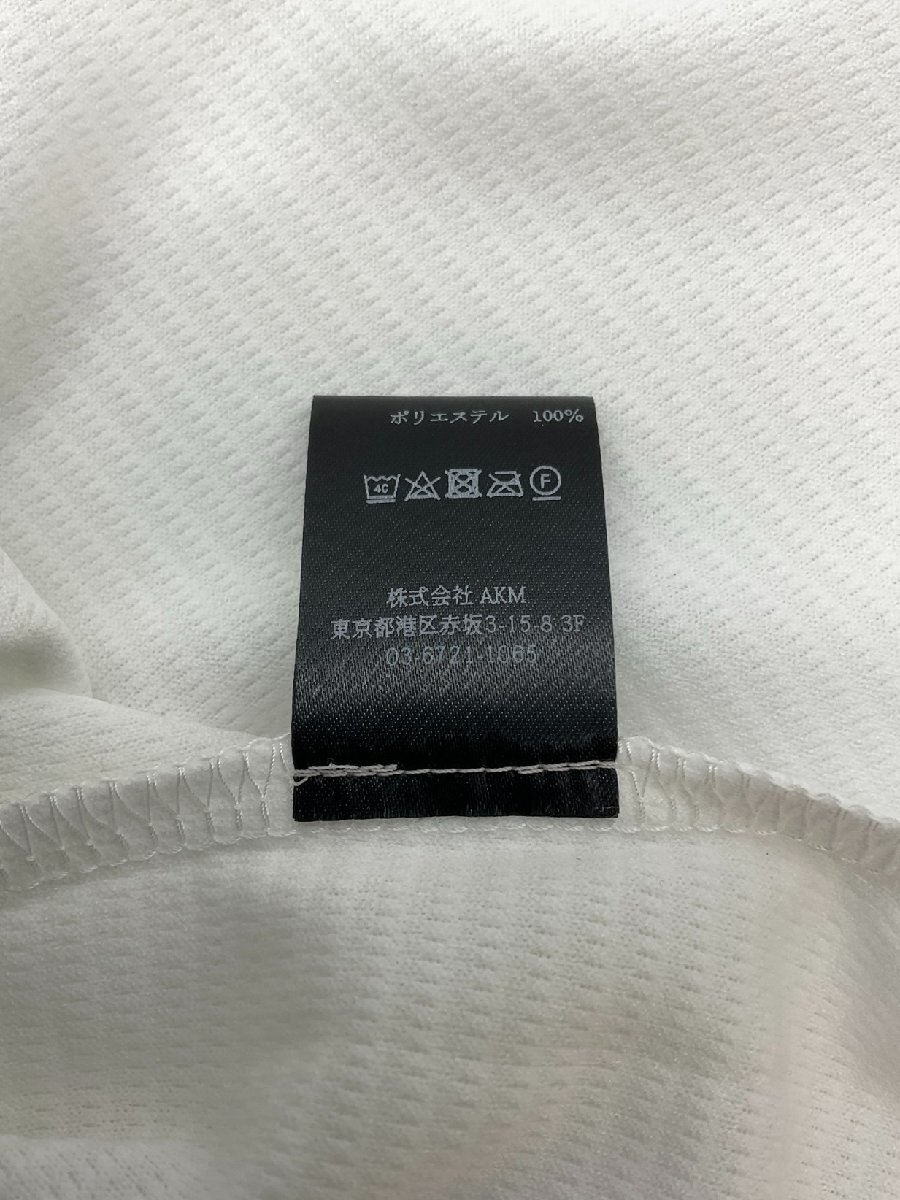 ポリエステル 100%
40
F
株式会社 AKM
東京都港区赤坂3-15-8 3F
03-6721-1065